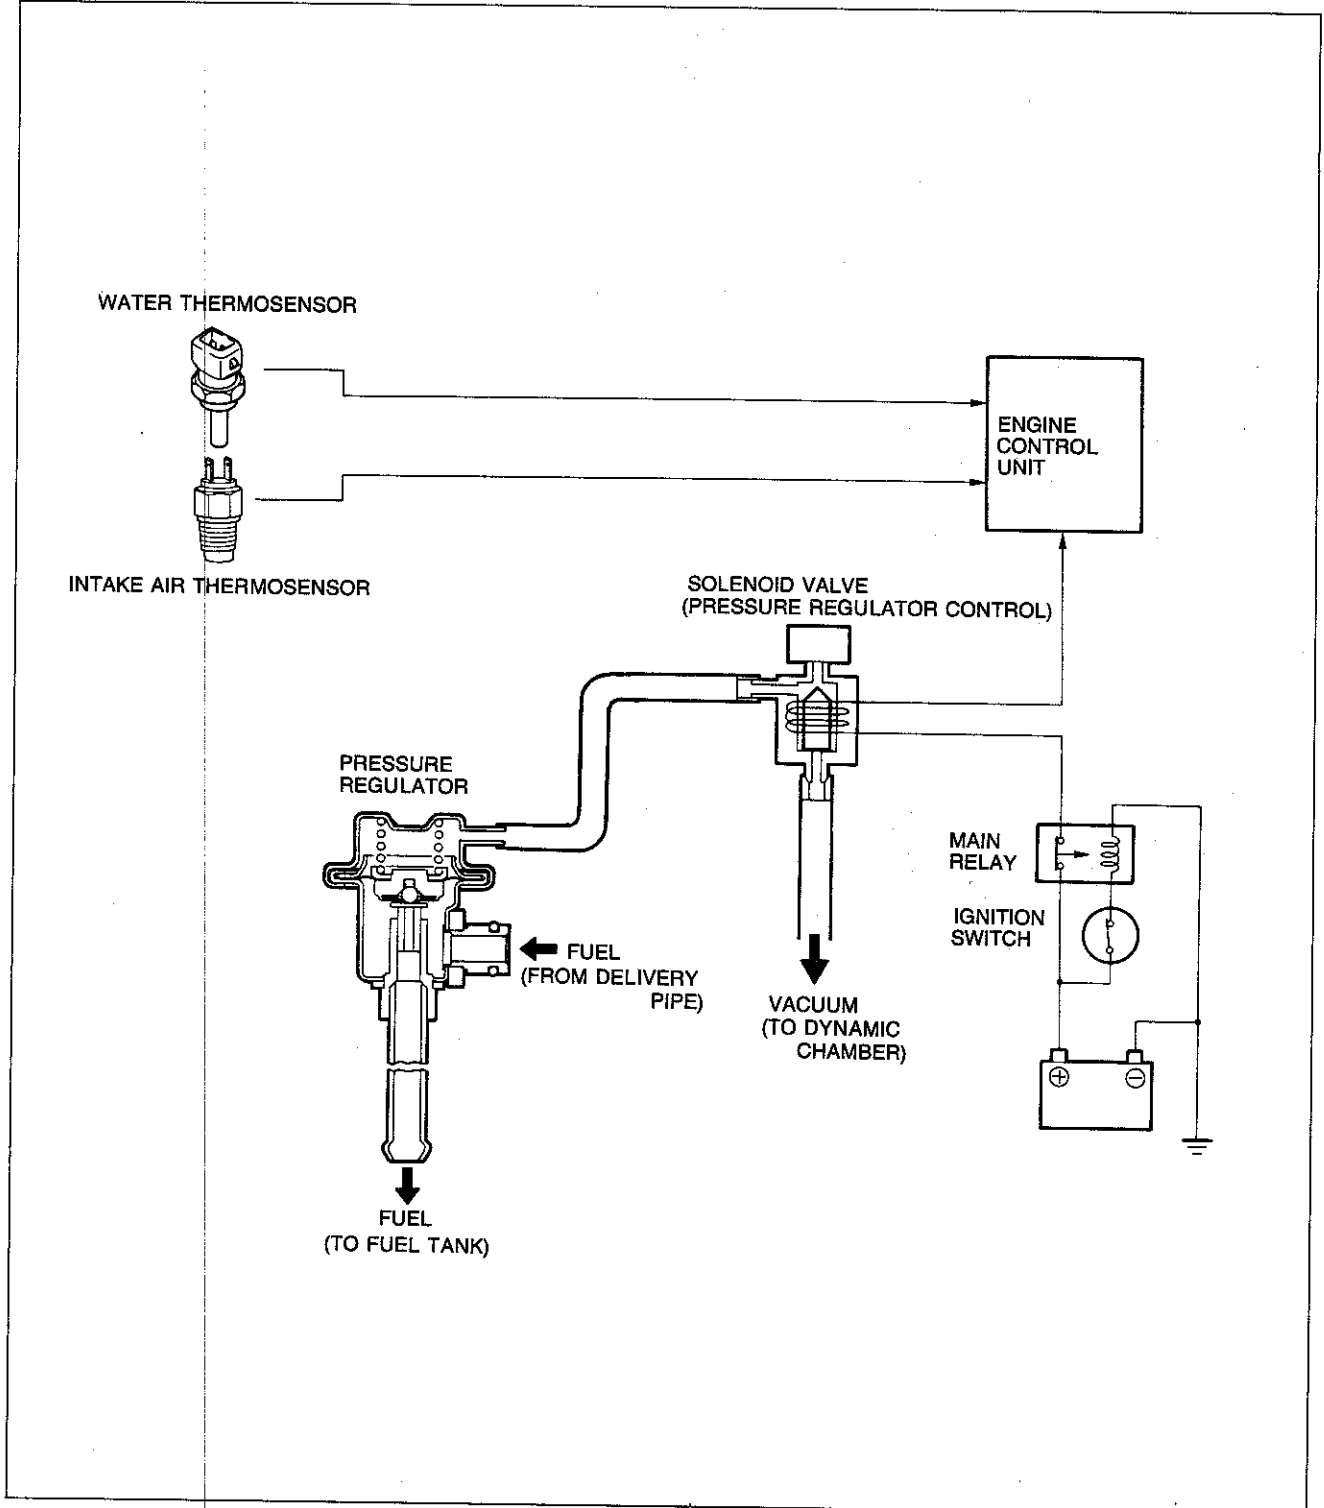 WATER THERMOSENSOR
ENGINE
CONTROL
UNIT
INTAKE AIR THERMOSENSOR
SOLENOID VALVE
(PRESSURE REGULATOR CONTROL)
PRESSURE
REGULATOR
MAIN
RELAY
IGNITION
SWITCH
FUEL
(FROM DELIVERY
PIPE)
VACUUM
(TO DYNAMIC
CHAMBER)
+
−
FUEL
(TO FUEL TANK)